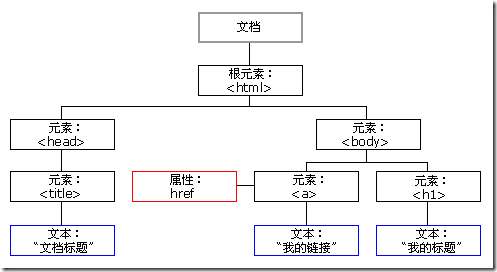 文档
根元素：
<html>
元素：
<head>
元素：
<body>
元素：
<title>
属性：
href
元素：
<a>
元素：
<h1>
文本：
“文档标题”
文本：
“我的链接”
文本：
“我的标题”